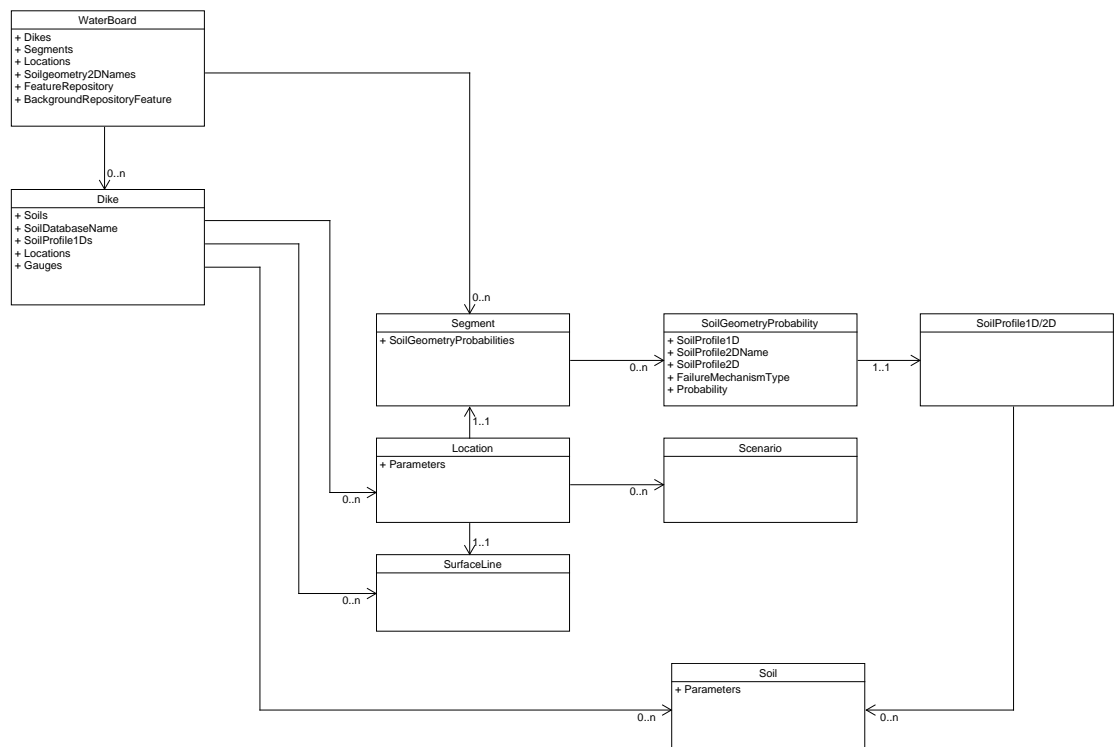 WaterBoard
+ Dikes
+ Segments
+ Locations
+ Soilgeometry2DNames
+ FeatureRepository
+ BackgroundRepositoryFeature
0..n
Dike
+ Soils
+ SoilDatabaseName
+ SoilProfile1Ds
+ Locations
+ Gauges
0..n
Segment
+ SoilGeometryProbabilities
0..n
SoilGeometryProbability
+ SoilProfile1D
+ SoilProfile2DName
+ SoilProfile2D
+ FailureMechanismType
+ Probability
1..1
SoilProfile1D/2D
1..1
Location
+ Parameters
0..n
0..n
Scenario
1..1
SurfaceLine
0..n
Soil
+ Parameters
0..n
0..n